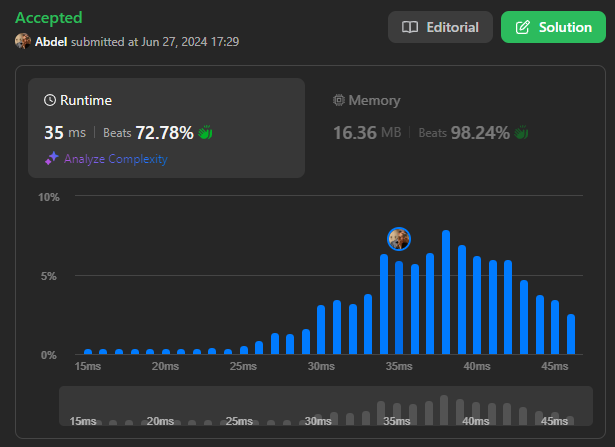 Accepted
Editorial
Solution
Abdel submitted at Jun 27, 2024 17:29
Runtime
Memory
35 ms | Beats 72.78%
16.36 MB | Beats 98.24%
Analyze Complexity
10%
5%
0%
15ms 20ms 25ms 30ms 35ms 40ms 45ms
15ms 20ms 25ms 30ms 35ms 40ms 45ms